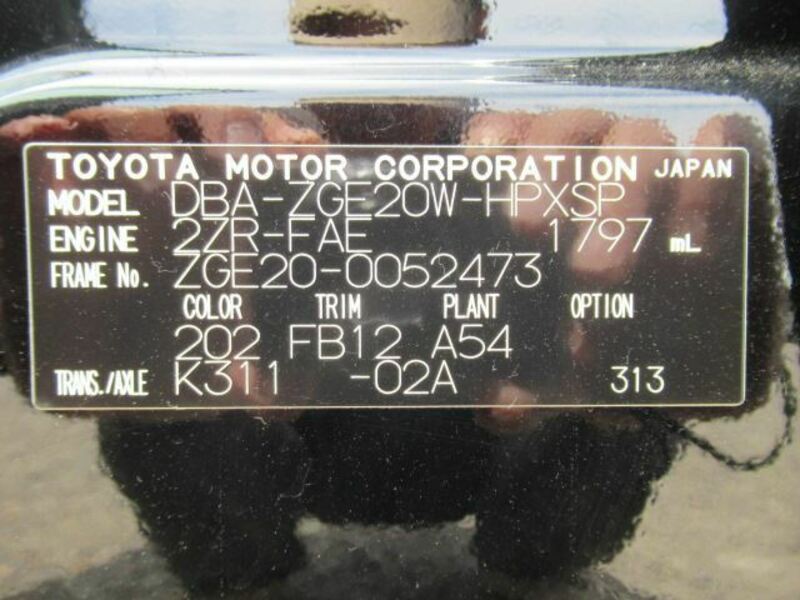 TOYOTA MOTOR CORPORATION JAPAN
MODEL DBA-ZGE20W-HPXSP
ENGINE 2ZR-FAE 1797 mL
FRAME No. ZGE20-0052473
COLOR TRIM PLANT OPTION
202 FB12 A54
TRANS./AXLE K311 -02A 313